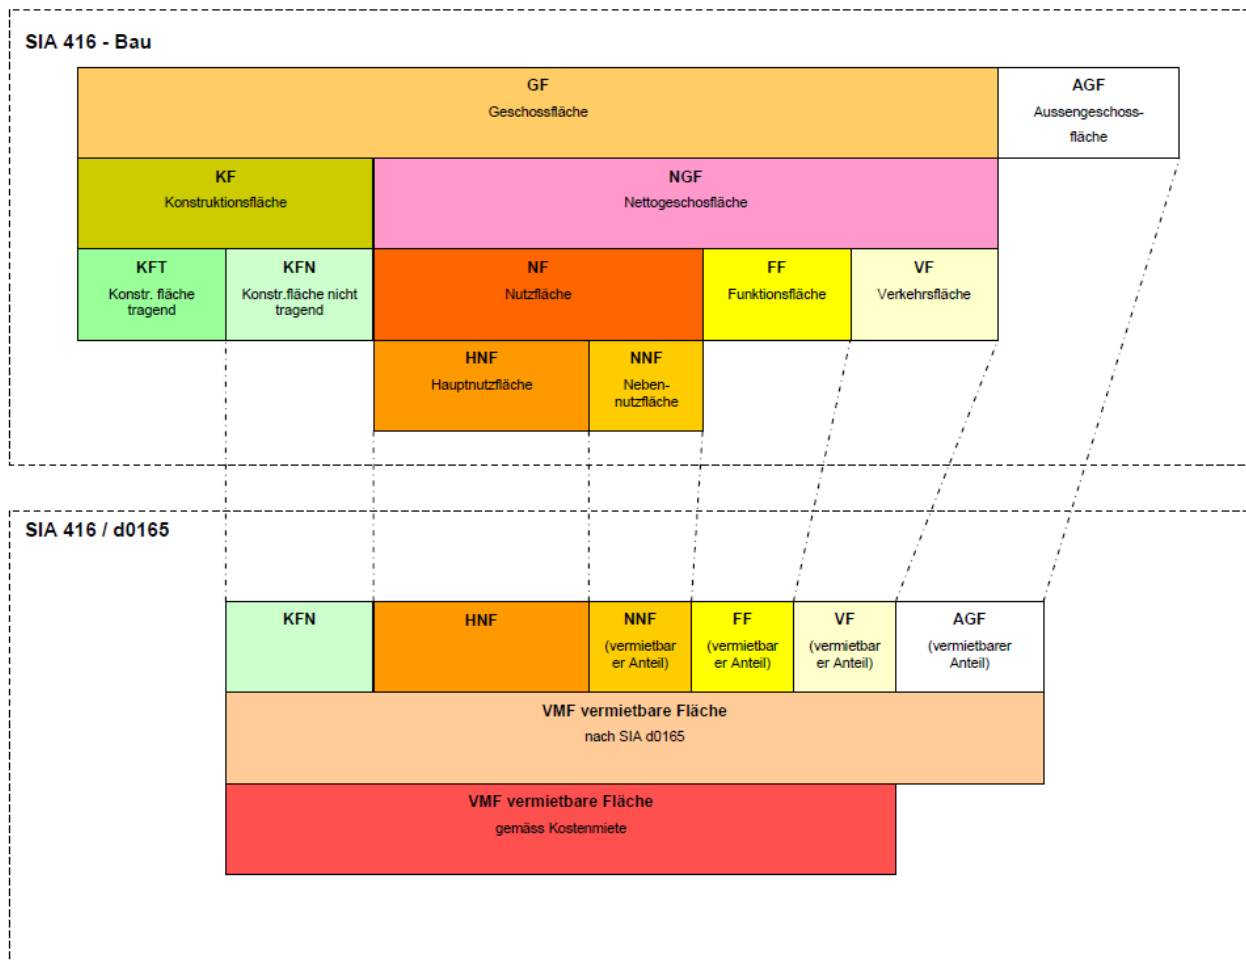 SIA 416 - Bau
GF
Geschossfläche
AGF
Aussengeschoss-
fläche
KF
Konstruktionsfläche
NGF
Nettogeschosfläche
KFT
Konstr. fläche
tragend
KFN
Konstr.fläche nicht
tragend
NF
Nutzfläche
FF
Funktionsfläche
VF
Verkehrsfläche
HNF
Hauptnutzfläche
NNF
Neben-
nutzfläche
SIA 416 / d0165
KFN
HNF
NNF
(vermietbar
er Anteil)
FF
(vermietbar
er Anteil)
VF
(vermietbar
er Anteil)
AGF
(vermietbarer
Anteil)
VMF vermietbare Fläche
nach SIA d0165
VMF vermietbare Fläche
gemäss Kostenmiete